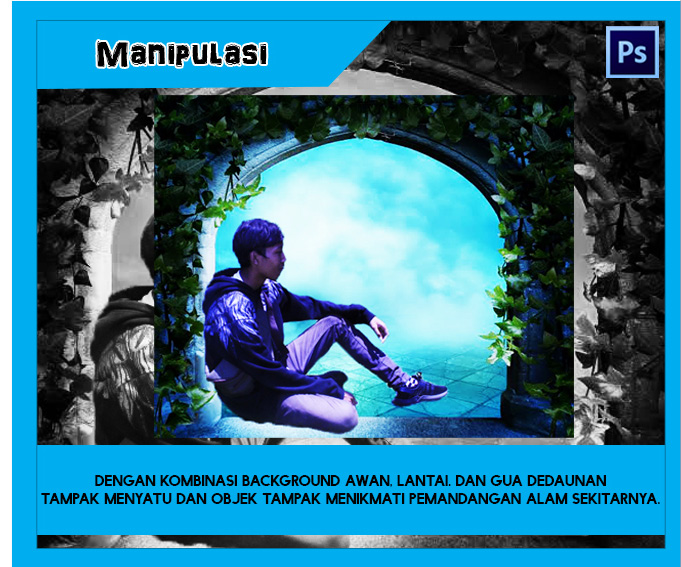 Manipulasi
Ps
DENGAN KOMBINASI BACKGROUND AWAN, LANTAI, DAN GUA DEDAUNAN
TAMPAK MENYATU DAN OBJEK TAMPAK MENIKMATI PEMANDANGAN ALAM SEKITARNYA.